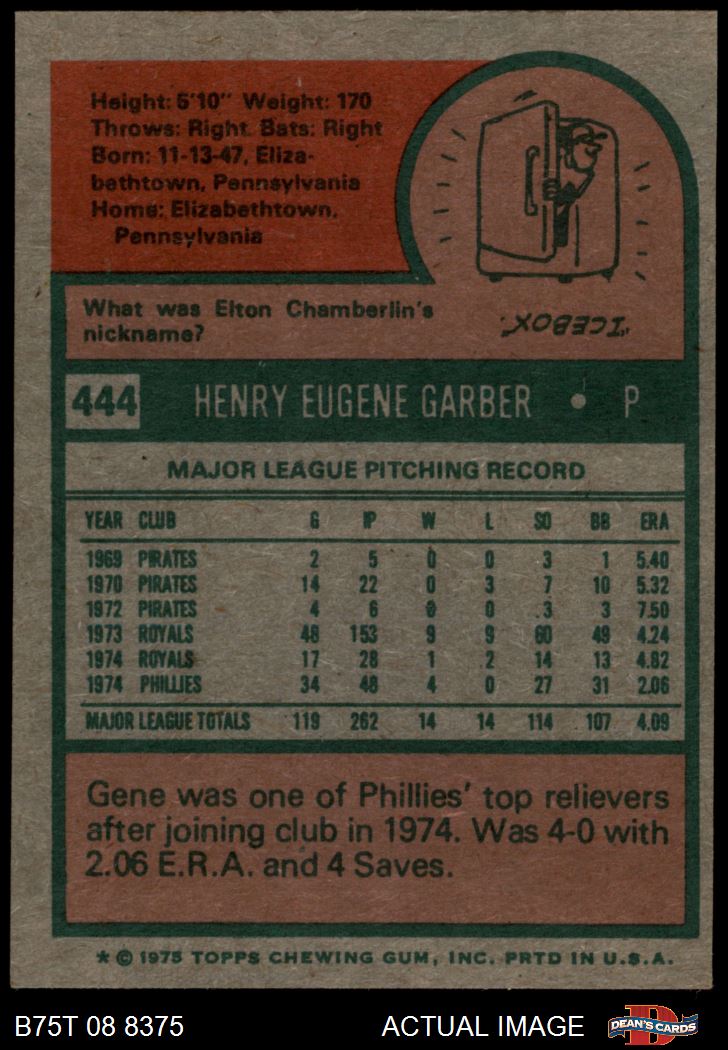 Height: 5'10" Weight: 170
Throws: Right. Bats: Right
Born: 11-13-47, Eliza-
bethtown, Pennsylvania
Home: Elizabethtown,
Pennsylvania
What was Elton Chamberlin's
nickname?
"ICEBOX."
444 HENRY EUGENE GARBER • P
MAJOR LEAGUE PITCHING RECORD
YEAR CLUB G IP W L SO BB ERA
1969 PIRATES 2 5 0 0 3 1 5.40
1970 PIRATES 14 22 0 3 7 10 5.32
1972 PIRATES 4 6 0 0 3 3 7.50
1973 ROYALS 48 153 9 9 60 49 4.24
1974 ROYALS 17 28 1 2 14 13 4.82
1974 PHILLIES 34 48 4 0 27 31 2.06
MAJOR LEAGUE TOTALS 119 262 14 14 114 107 4.09
Gene was one of Phillies' top relievers
after joining club in 1974. Was 4-0 with
2.06 E.R.A. and 4 Saves.
* © 1975 TOPPS CHEWING GUM, INC. PRTD IN U.S.A.
B75T 08 8375 ACTUAL IMAGE D DEAN'S CARDS